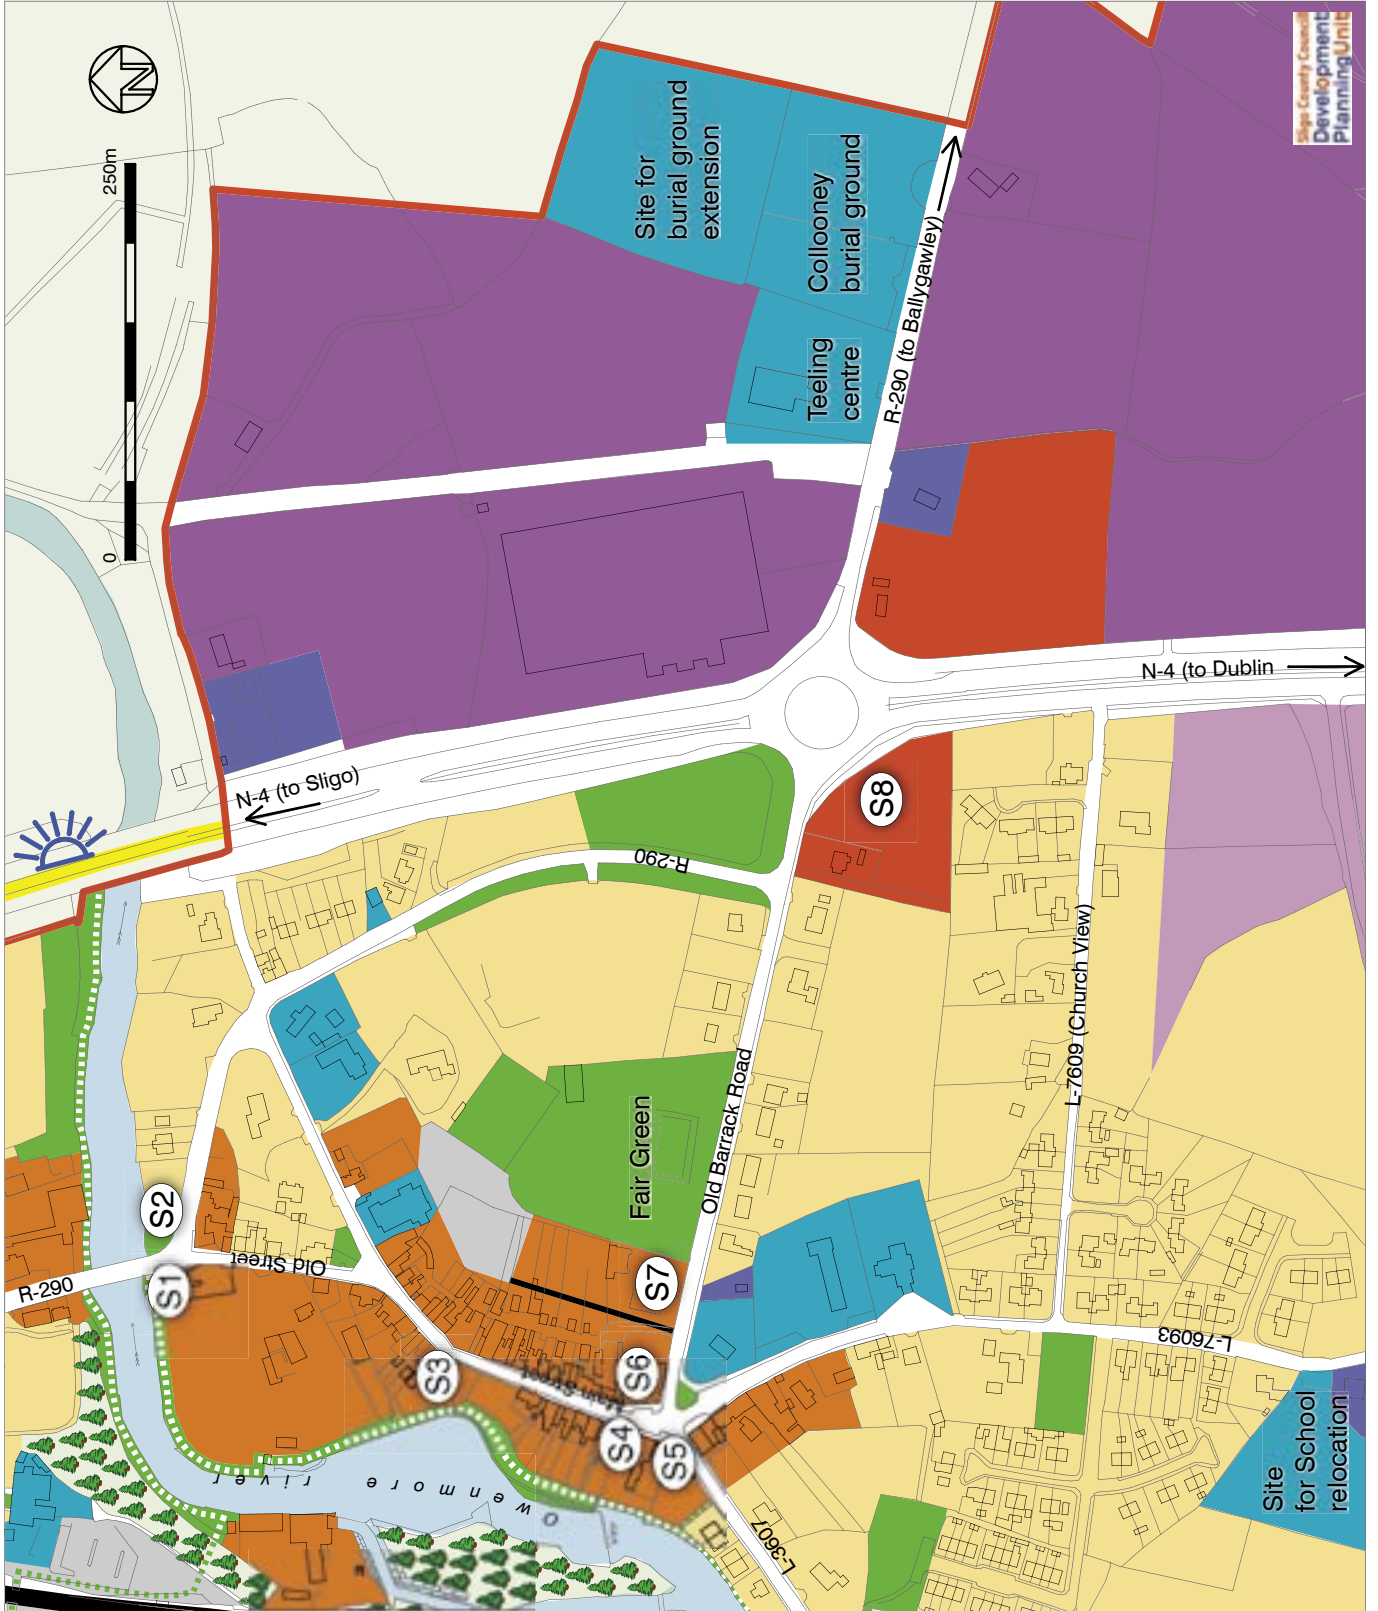 Sligo County Council
Development
PlanningUnit
N
250m
0
Site for
burial ground
extension
Collooney
burial ground
Teeling
centre
R-290 (to Ballygawley)
N-4 (to Sligo)
N-4 (to Dublin
R-290
S8
L-7609 (Church View)
Old Barrack Road
Fair Green
S2
R-290
S1
Old Street
S7
S3
S6
Main Street
S4
S5
L-76093
Owenmore river
L-3607
Site
for School
relocation